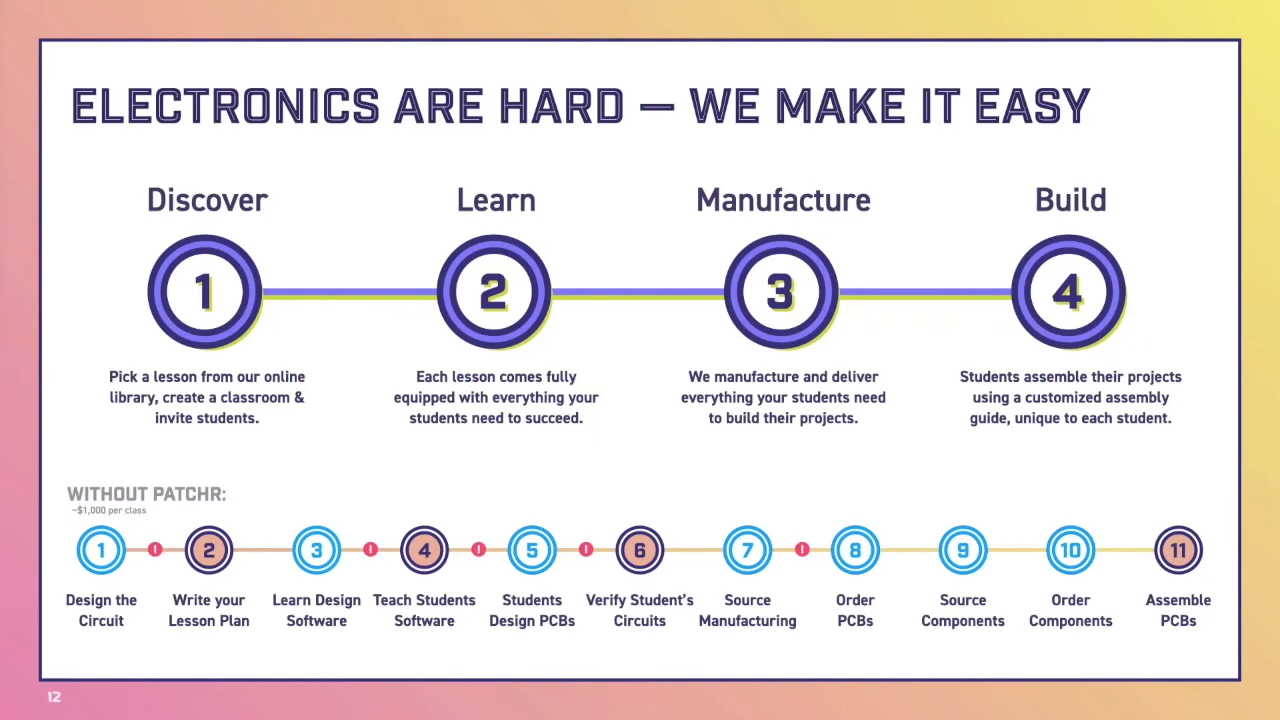 ELECTRONICS ARE HARD — WE MAKE IT EASY
Discover
Learn
Manufacture
Build
1
2
3
4
Pick a lesson from our online
library, create a classroom &
invite students.
Each lesson comes fully
equipped with everything your
students need to succeed.
We manufacture and deliver
everything your students need
to build their projects.
Students assemble their projects
using a customized assembly
guide, unique to each student.
WITHOUT PATCHR:
~$1,000 per class
1
!
2
3
!
4
!
5
!
6
7
!
8
9
10
11
Design the
Circuit
Write your
Lesson Plan
Learn Design
Software
Teach Students
Software
Students
Design PCBs
Verify Student's
Circuits
Source
Manufacturing
Order
PCBs
Source
Components
Order
Components
Assemble
PCBs
12